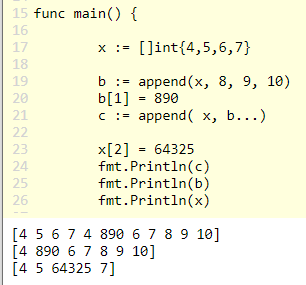 15 func main() {
16
17 x := []int{4,5,6,7}
18
19 b := append(x, 8, 9, 10)
20 b[1] = 890
21 c := append( x, b...)
22
23 x[2] = 64325
24 fmt.Println(c)
25 fmt.Println(b)
26 fmt.Println(x)
[4 5 6 7 4 890 6 7 8 9 10]
[4 890 6 7 8 9 10]
[4 5 64325 7]